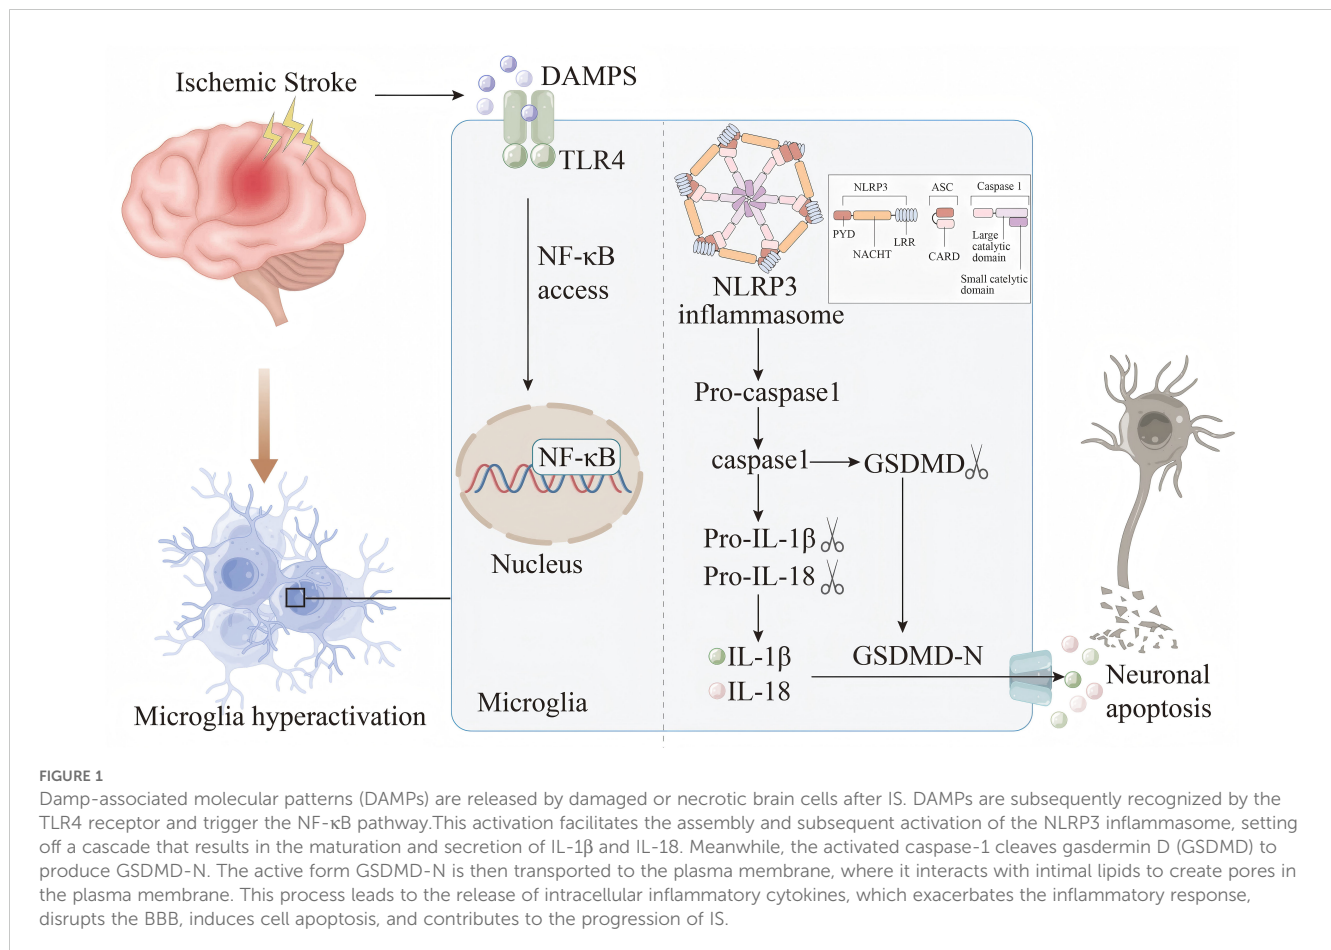 Ischemic Stroke
DAMPS
TLR4
NF-κB
access
NF-κB
Nucleus
Microglia
Microglia hyperactivation
NLRP3
inflammasome
NLRP3
ASC
Caspase 1
PYD
NACHT
LRR
CARD
Large
catalytic
domain
Small catelytic
domain
Pro-caspase1
caspase1
GSDMD
Pro-IL-1β
Pro-IL-18
IL-1β
IL-18
GSDMD-N
Neuronal
apoptosis
FIGURE 1
Damp-associated molecular patterns (DAMPs) are released by damaged or necrotic brain cells after IS. DAMPs are subsequently recognized by the
TLR4 receptor and trigger the NF-κB pathway.This activation facilitates the assembly and subsequent activation of the NLRP3 inflammasome, setting
off a cascade that results in the maturation and secretion of IL-1β and IL-18. Meanwhile, the activated caspase-1 cleaves gasdermin D (GSDMD) to
produce GSDMD-N. The active form GSDMD-N is then transported to the plasma membrane, where it interacts with intimal lipids to create pores in
the plasma membrane. This process leads to the release of intracellular inflammatory cytokines, which exacerbates the inflammatory response,
disrupts the BBB, induces cell apoptosis, and contributes to the progression of IS.